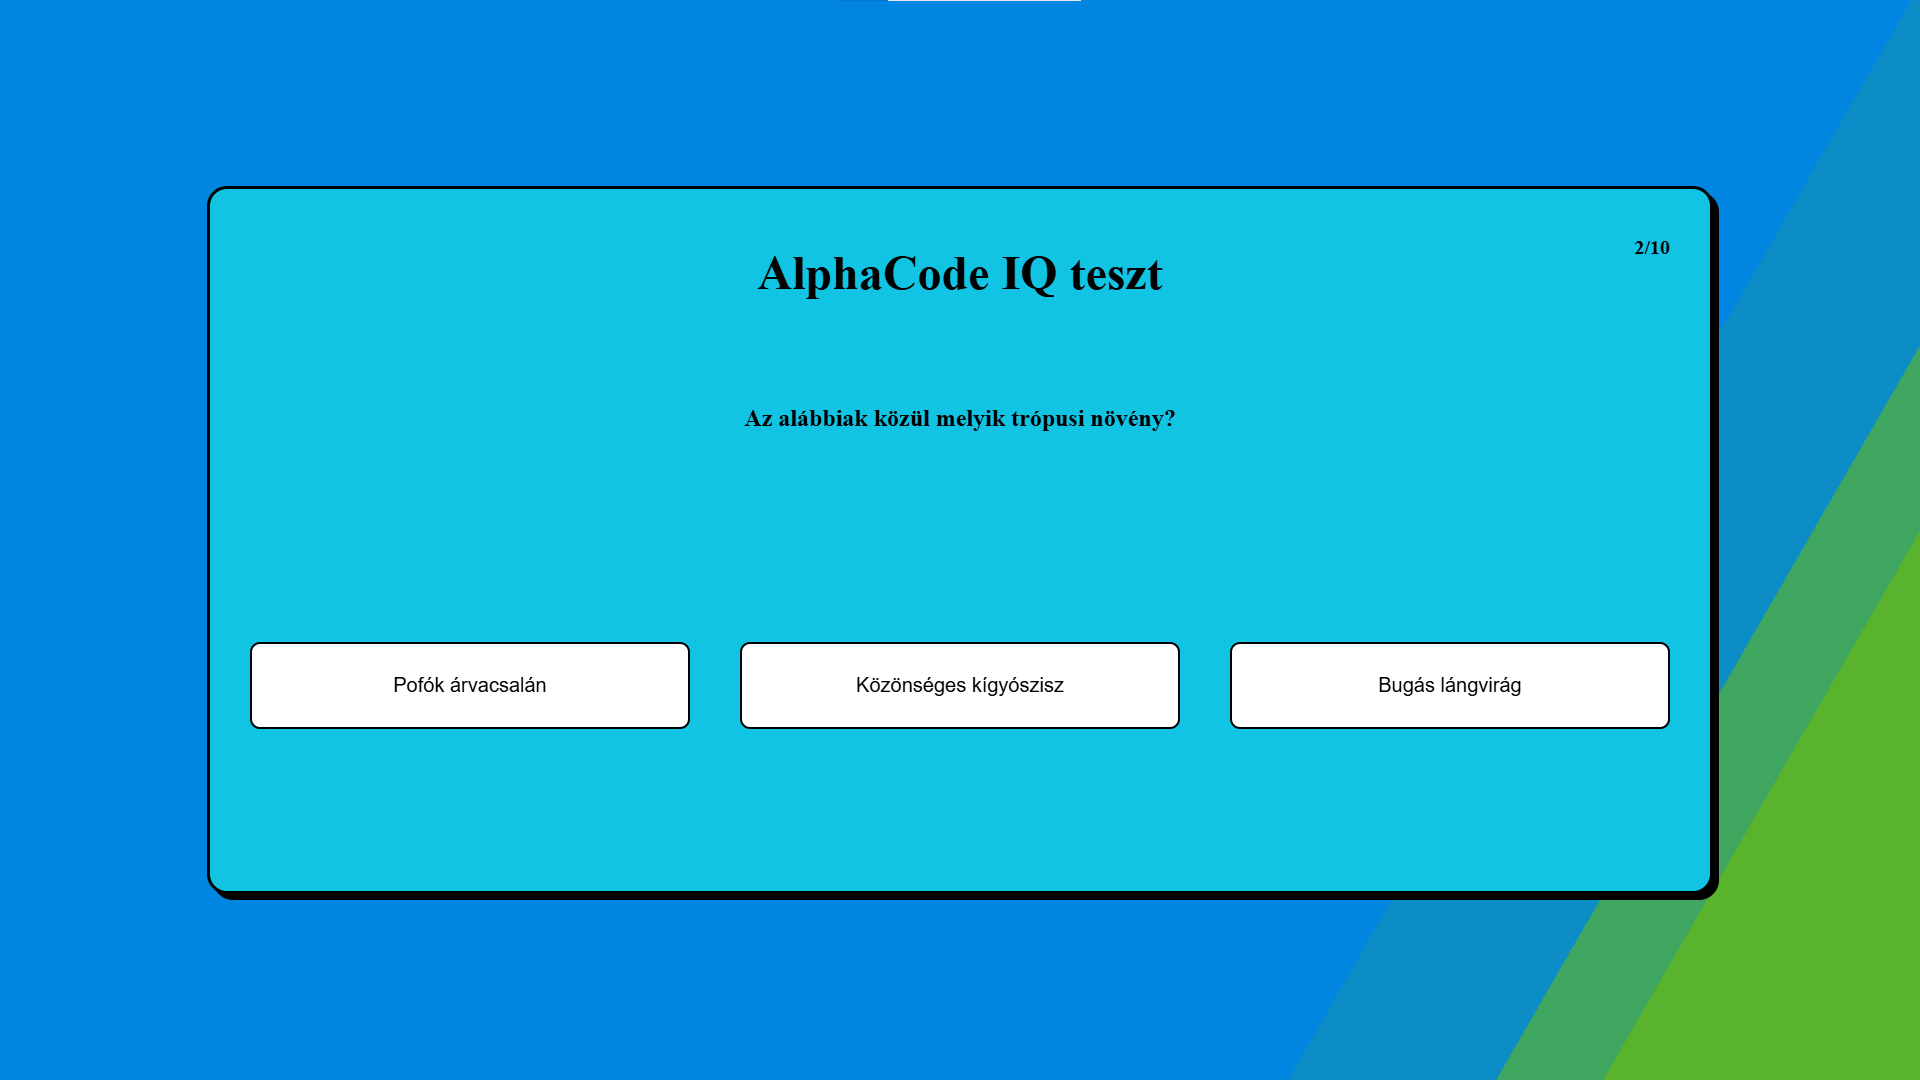 2/10
AlphaCode IQ teszt
Az alábbiak közül melyik trópusi növény?
Pofók árvacsalán
Közönséges kígyószisz
Bugás lángvirág